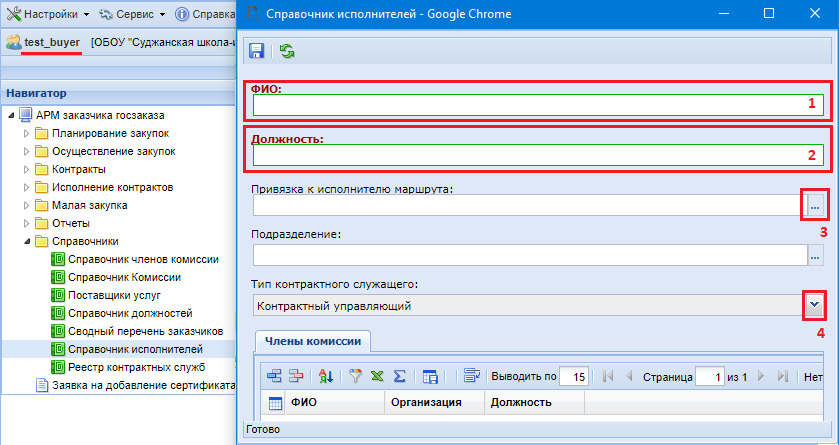 Настройки Сервис Справка
test_buyer [ОБОУ "Суджанская школа-и
Навигатор
АРМ заказчика госзаказа
Планирование закупок
Осуществление закупок
Контракты
Исполнение контрактов
Малая закупка
Отчеты
Справочники
Справочник членов комиссии
Справочник Комиссии
Поставщики услуг
Справочник должностей
Сводный перечень заказчиков
Справочник исполнителей
Реестр контрактных служб
Заявка на добавление сертификата
Справочник исполнителей - Google Chrome
ФИО:
1
Должность:
2
Привязка к исполнителю маршрута:
...
3
Подразделение:
...
Тип контрактного служащего:
Контрактный управляющий
4
Члены комиссии
Выводить по 15 Страница 1 из 1 Нет
ФИО Организация Должность
Готово